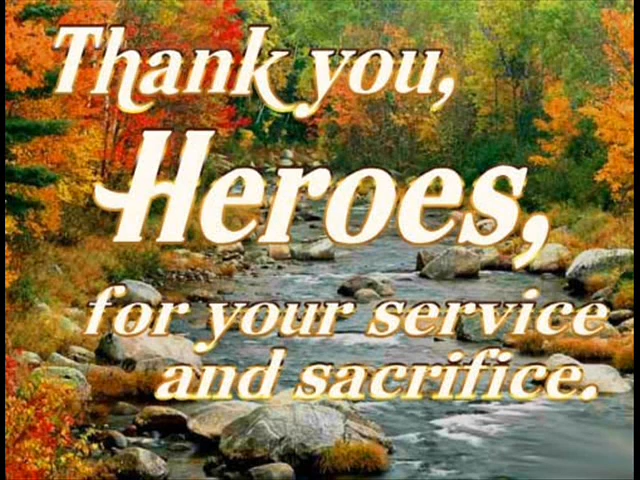 Thank you,
Heroes,
for your service
and sacrifice.